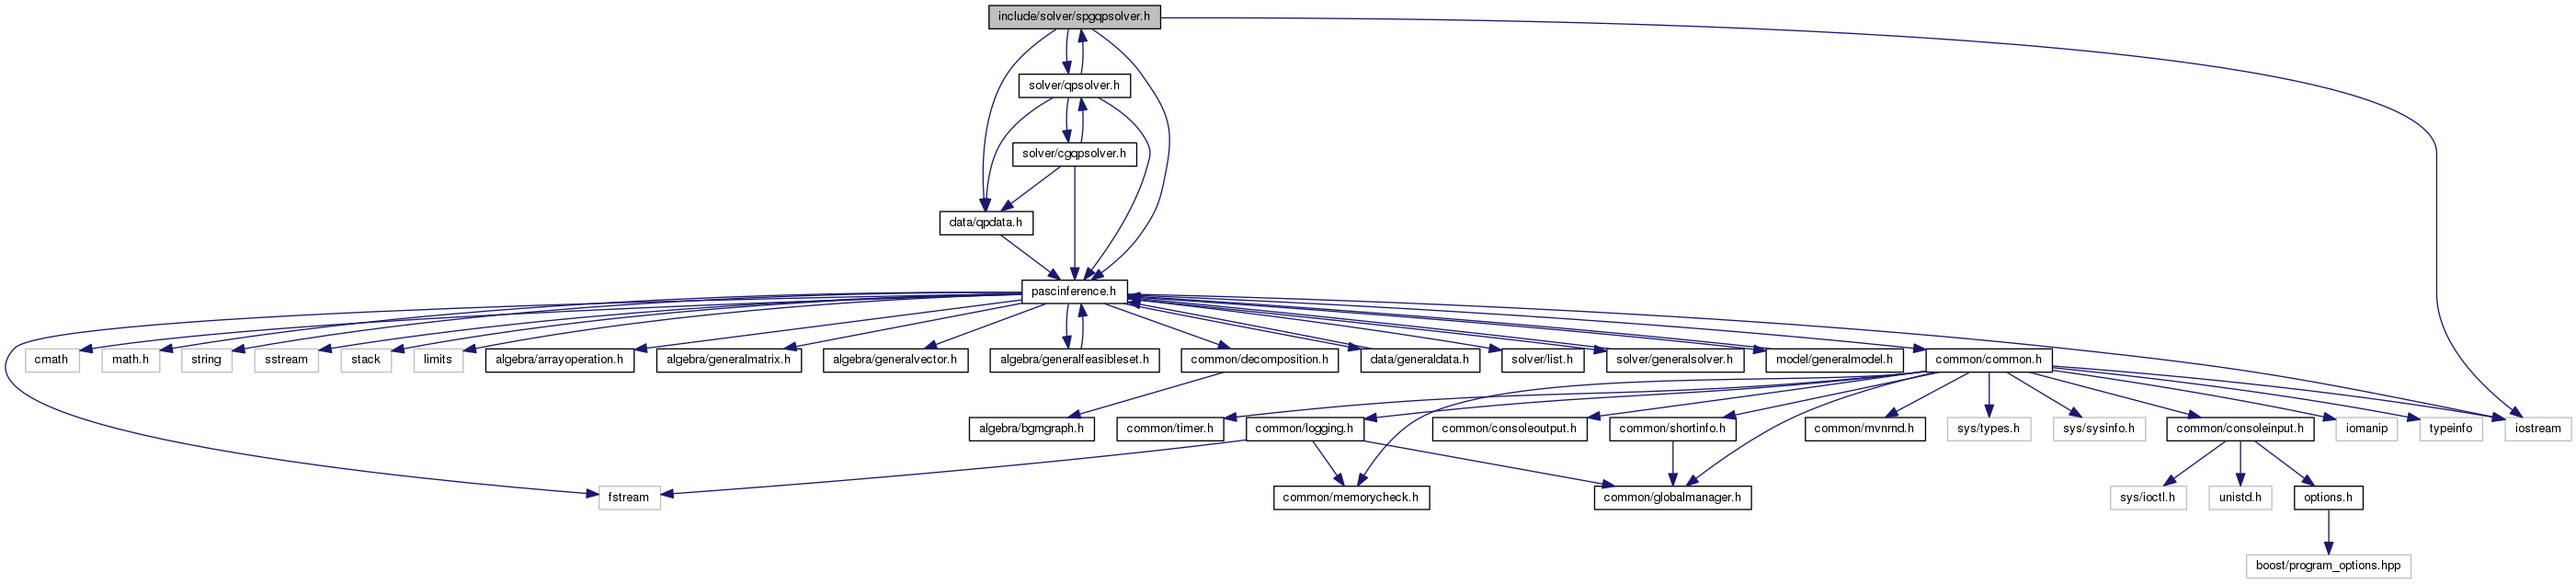 include/solver/spgqpsolver.h
solver/qpsolver.h
solver/cgqpsolver.h
data/qpdata.h
pascinference.h
cmath
math.h
string
sstream
stack
limits
algebra/arrayoperation.h
algebra/generalmatrix.h
algebra/generalvector.h
algebra/generalfeasibleset.h
common/decomposition.h
data/generaldata.h
solver/list.h
solver/generalsolver.h
model/generalmodel.h
common/common.h
algebra/bgmgraph.h
common/timer.h
common/logging.h
common/consoleoutput.h
common/shortinfo.h
common/mvnrnd.h
sys/types.h
sys/sysinfo.h
common/consoleinput.h
iomanip
typeinfo
iostream
fstream
common/memorycheck.h
common/globalmanager.h
sys/ioctl.h
unistd.h
options.h
boost/program_options.hpp